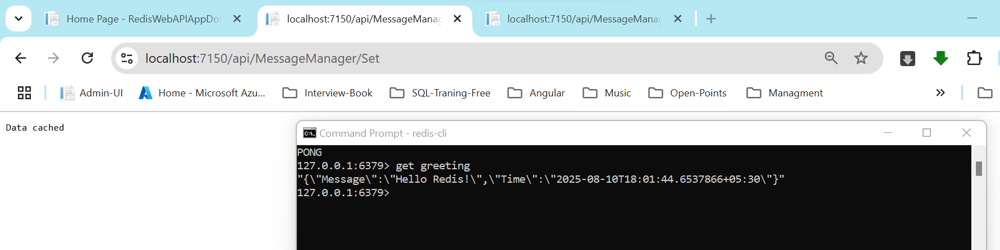 Home Page - RedisWebAPIAppDot
localhost:7150/api/MessageManag
localhost:7150/api/MessageManag
localhost:7150/api/MessageManager/Set
Admin-UI
Home - Microsoft Azu...
Interview-Book
SQL-Traning-Free
Angular
Music
Open-Points
Managment
Data cached
Command Prompt - redis-cli
PONG
127.0.0.1:6379> get greeting
"{\"Message\":\"Hello Redis!\",\"Time\":\"2025-08-10T18:01:44.6537866+05:30\"}"
127.0.0.1:6379>